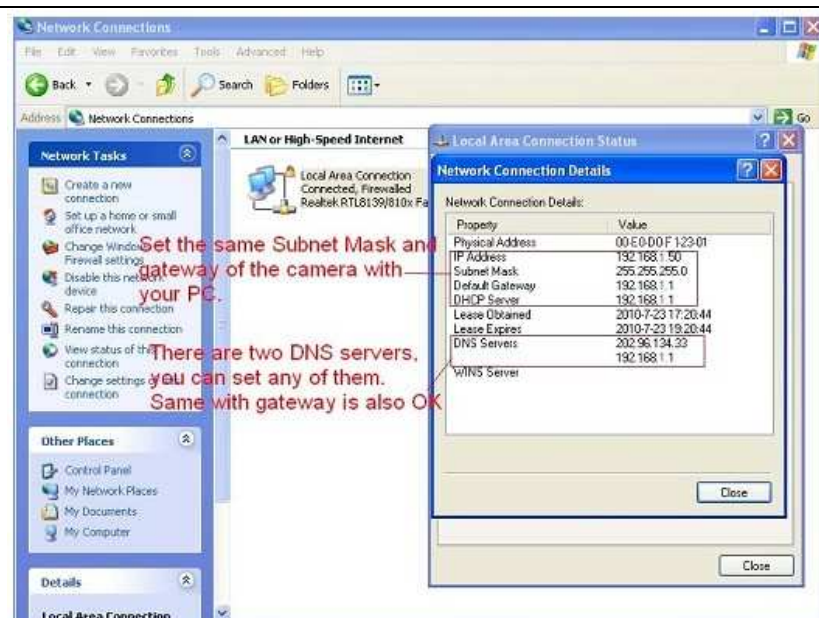 Network Connections
File Edit View Favorites Tools Advanced Help
Back Search Folders
Address Network Connections Go
Network Tasks
Create a new
connection
Set up a home or small
office network
Change Windows
Firewall settings
Disable this network
device
Repair this connection
Rename this connection
View status of this
connection
Change settings of this
connection
Other Places
Control Panel
My Network Places
My Documents
My Computer
Details
Local Area Connection
LAN or High-Speed Internet
Local Area Connection
Connected, Firewalled
Realtek RTL8139/810x Fa
Set the same Subnet Mask and
gateway of the camera with
your PC.
There are two DNS servers,
you can set any of them.
Same with gateway is also OK
Local Area Connection Status
Network Connection Details
Network Connection Details:
Property Value
Physical Address 00-E0-D0-F1-23-01
IP Address 192.168.1.50
Subnet Mask 255.255.255.0
Default Gateway 192.168.1.1
DHCP Server 192.168.1.1
Lease Obtained 2010-7-23 17:20:44
Lease Expires 2010-7-23 19:20:44
DNS Servers 202.96.134.33
192.168.1.1
WINS Server
Close
Close